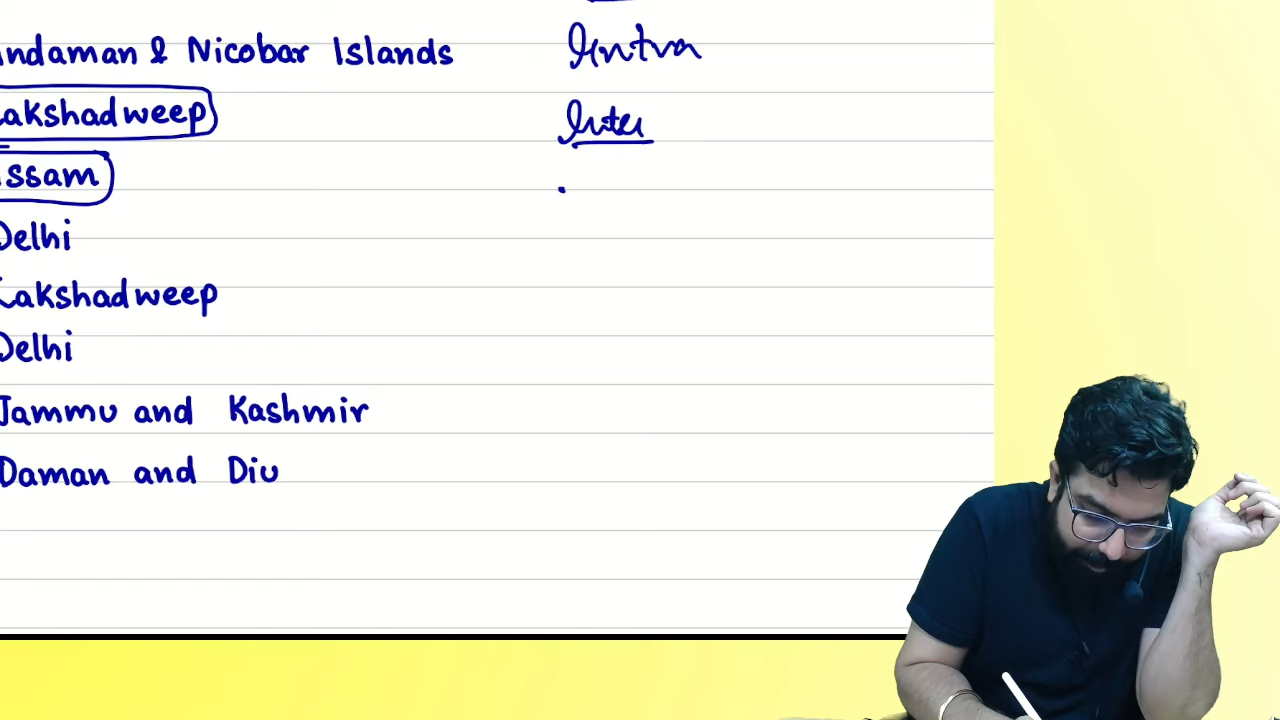 ndaman & Nicobar Islands Intra
akshadweep Inter
ssam
Delhi
Lakshadweep
Delhi
Jammu and Kashmir
Daman and Diu